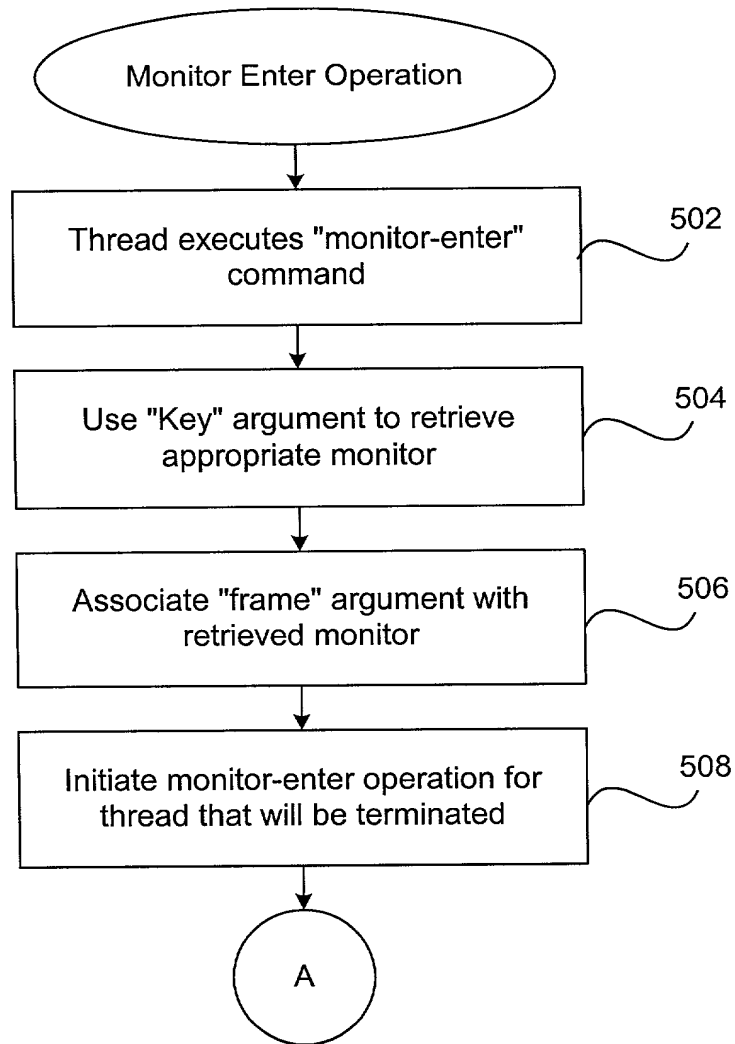 Monitor Enter Operation
Thread executes "monitor-enter"
command
502
Use "Key" argument to retrieve
appropriate monitor
504
Associate "frame" argument with
retrieved monitor
506
Initiate monitor-enter operation for
thread that will be terminated
508
A